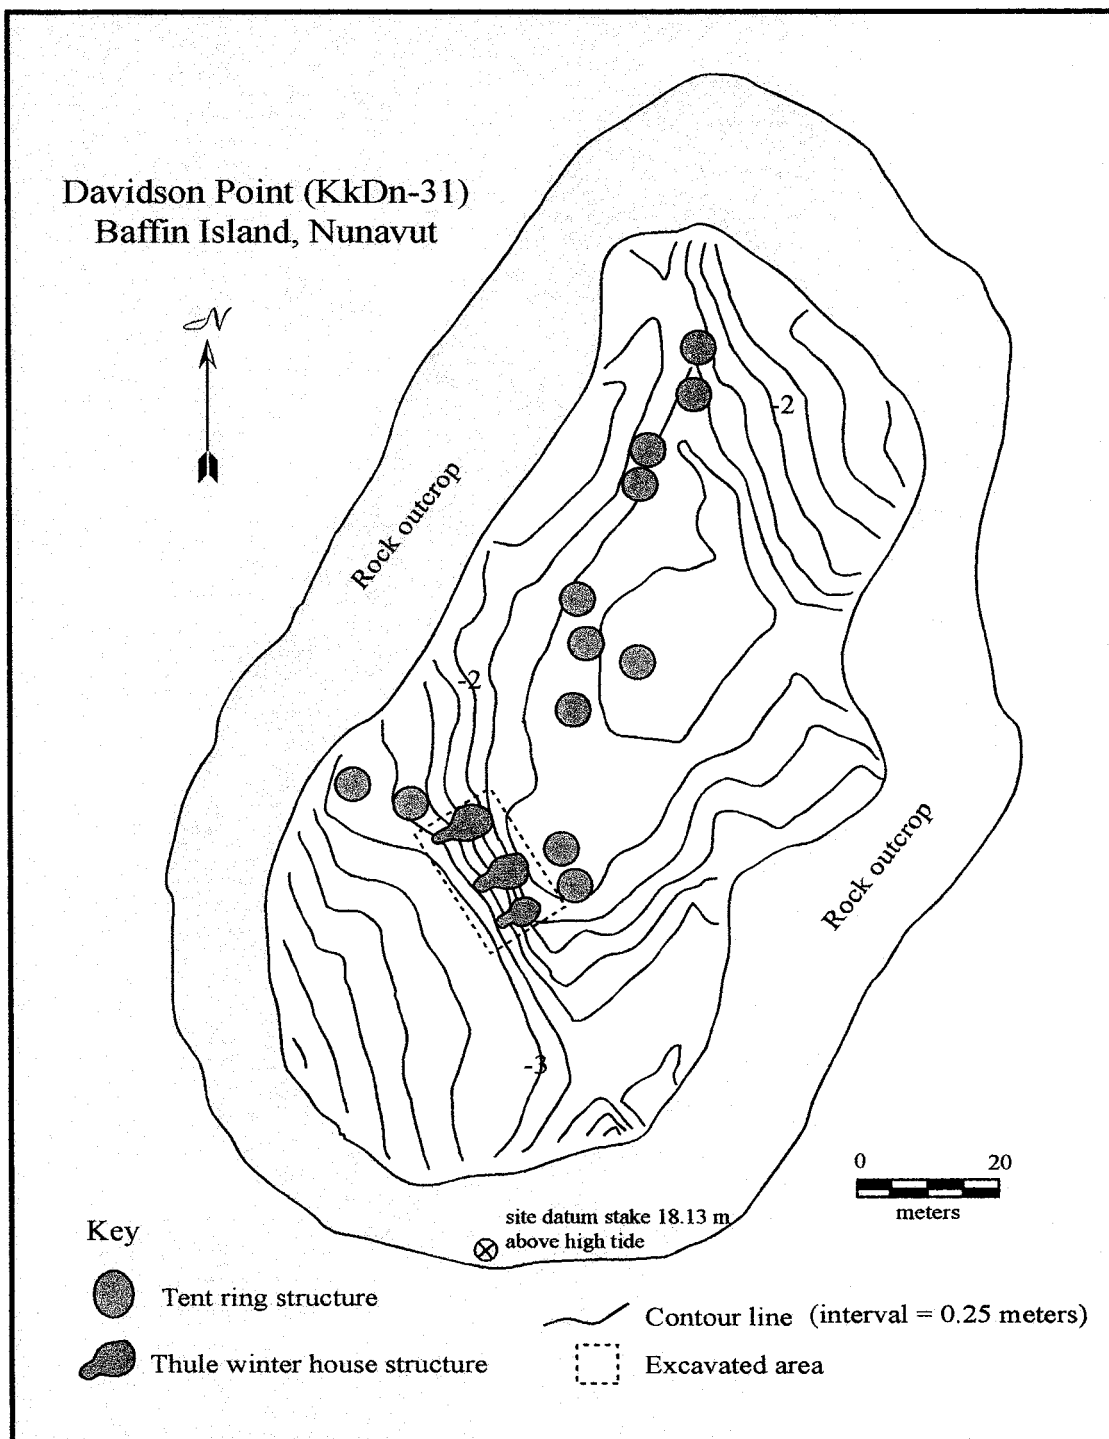 Davidson Point (KkDn-31)
Baffin Island, Nunavut
N
-2
Rock outcrop
-2
Rock outcrop
-3
0 20
meters
site datum stake 18.13 m
above high tide
Key
Tent ring structure
Thule winter house structure
Contour line (interval = 0.25 meters)
Excavated area